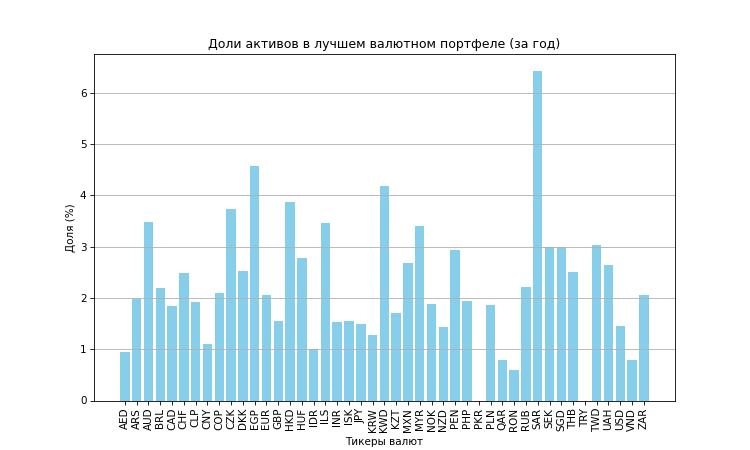 Доли активов в лучшем валютном портфеле (за год)
Доля (%)
6
5
4
3
2
1
0
AED ARS AUD BRL CAD CHF CLP CNY COP CZK DKK EGP EUR GBP HKD HUF IDR ILS INR ISK JPY KRW KWD KZT MXN MYR NOK NZD PEN PHP PKR PLN QAR RON RUB SAR SEK SGD THB TRY TWD UAH USD VND ZAR
Тикеры валют